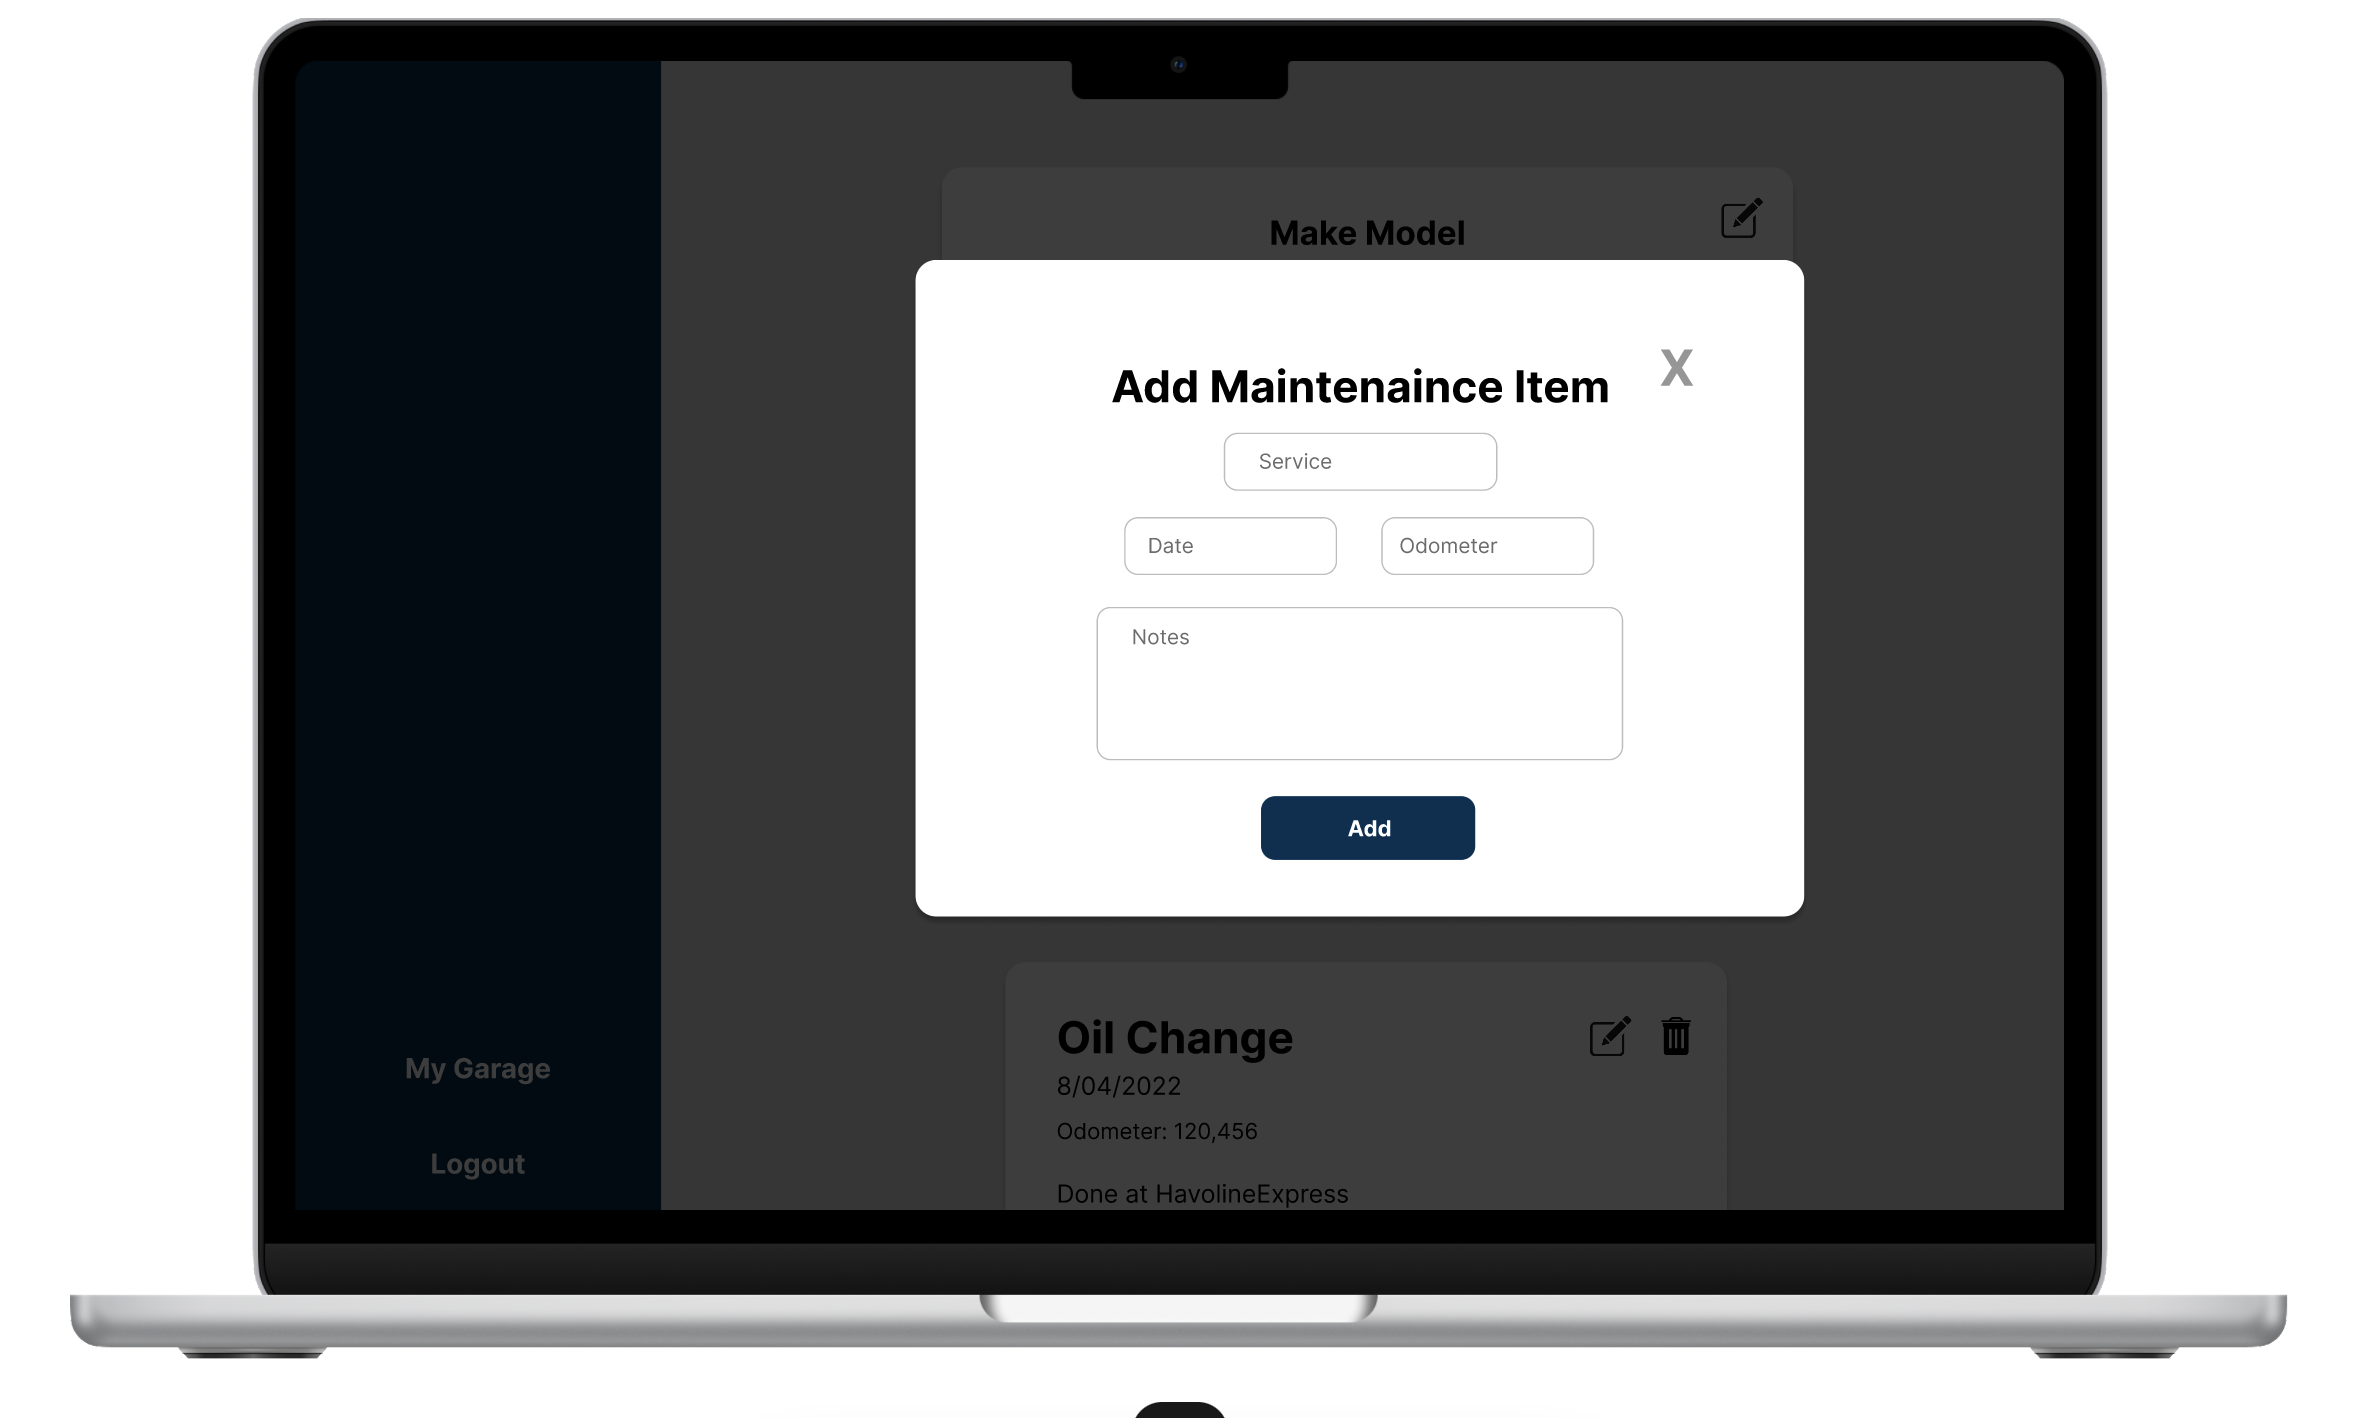 Make Model
Add Maintenaince Item
X
Service
Date
Odometer
Notes
Add
My Garage
Logout
Oil Change
8/04/2022
Odometer: 120,456
Done at HavolineExpress